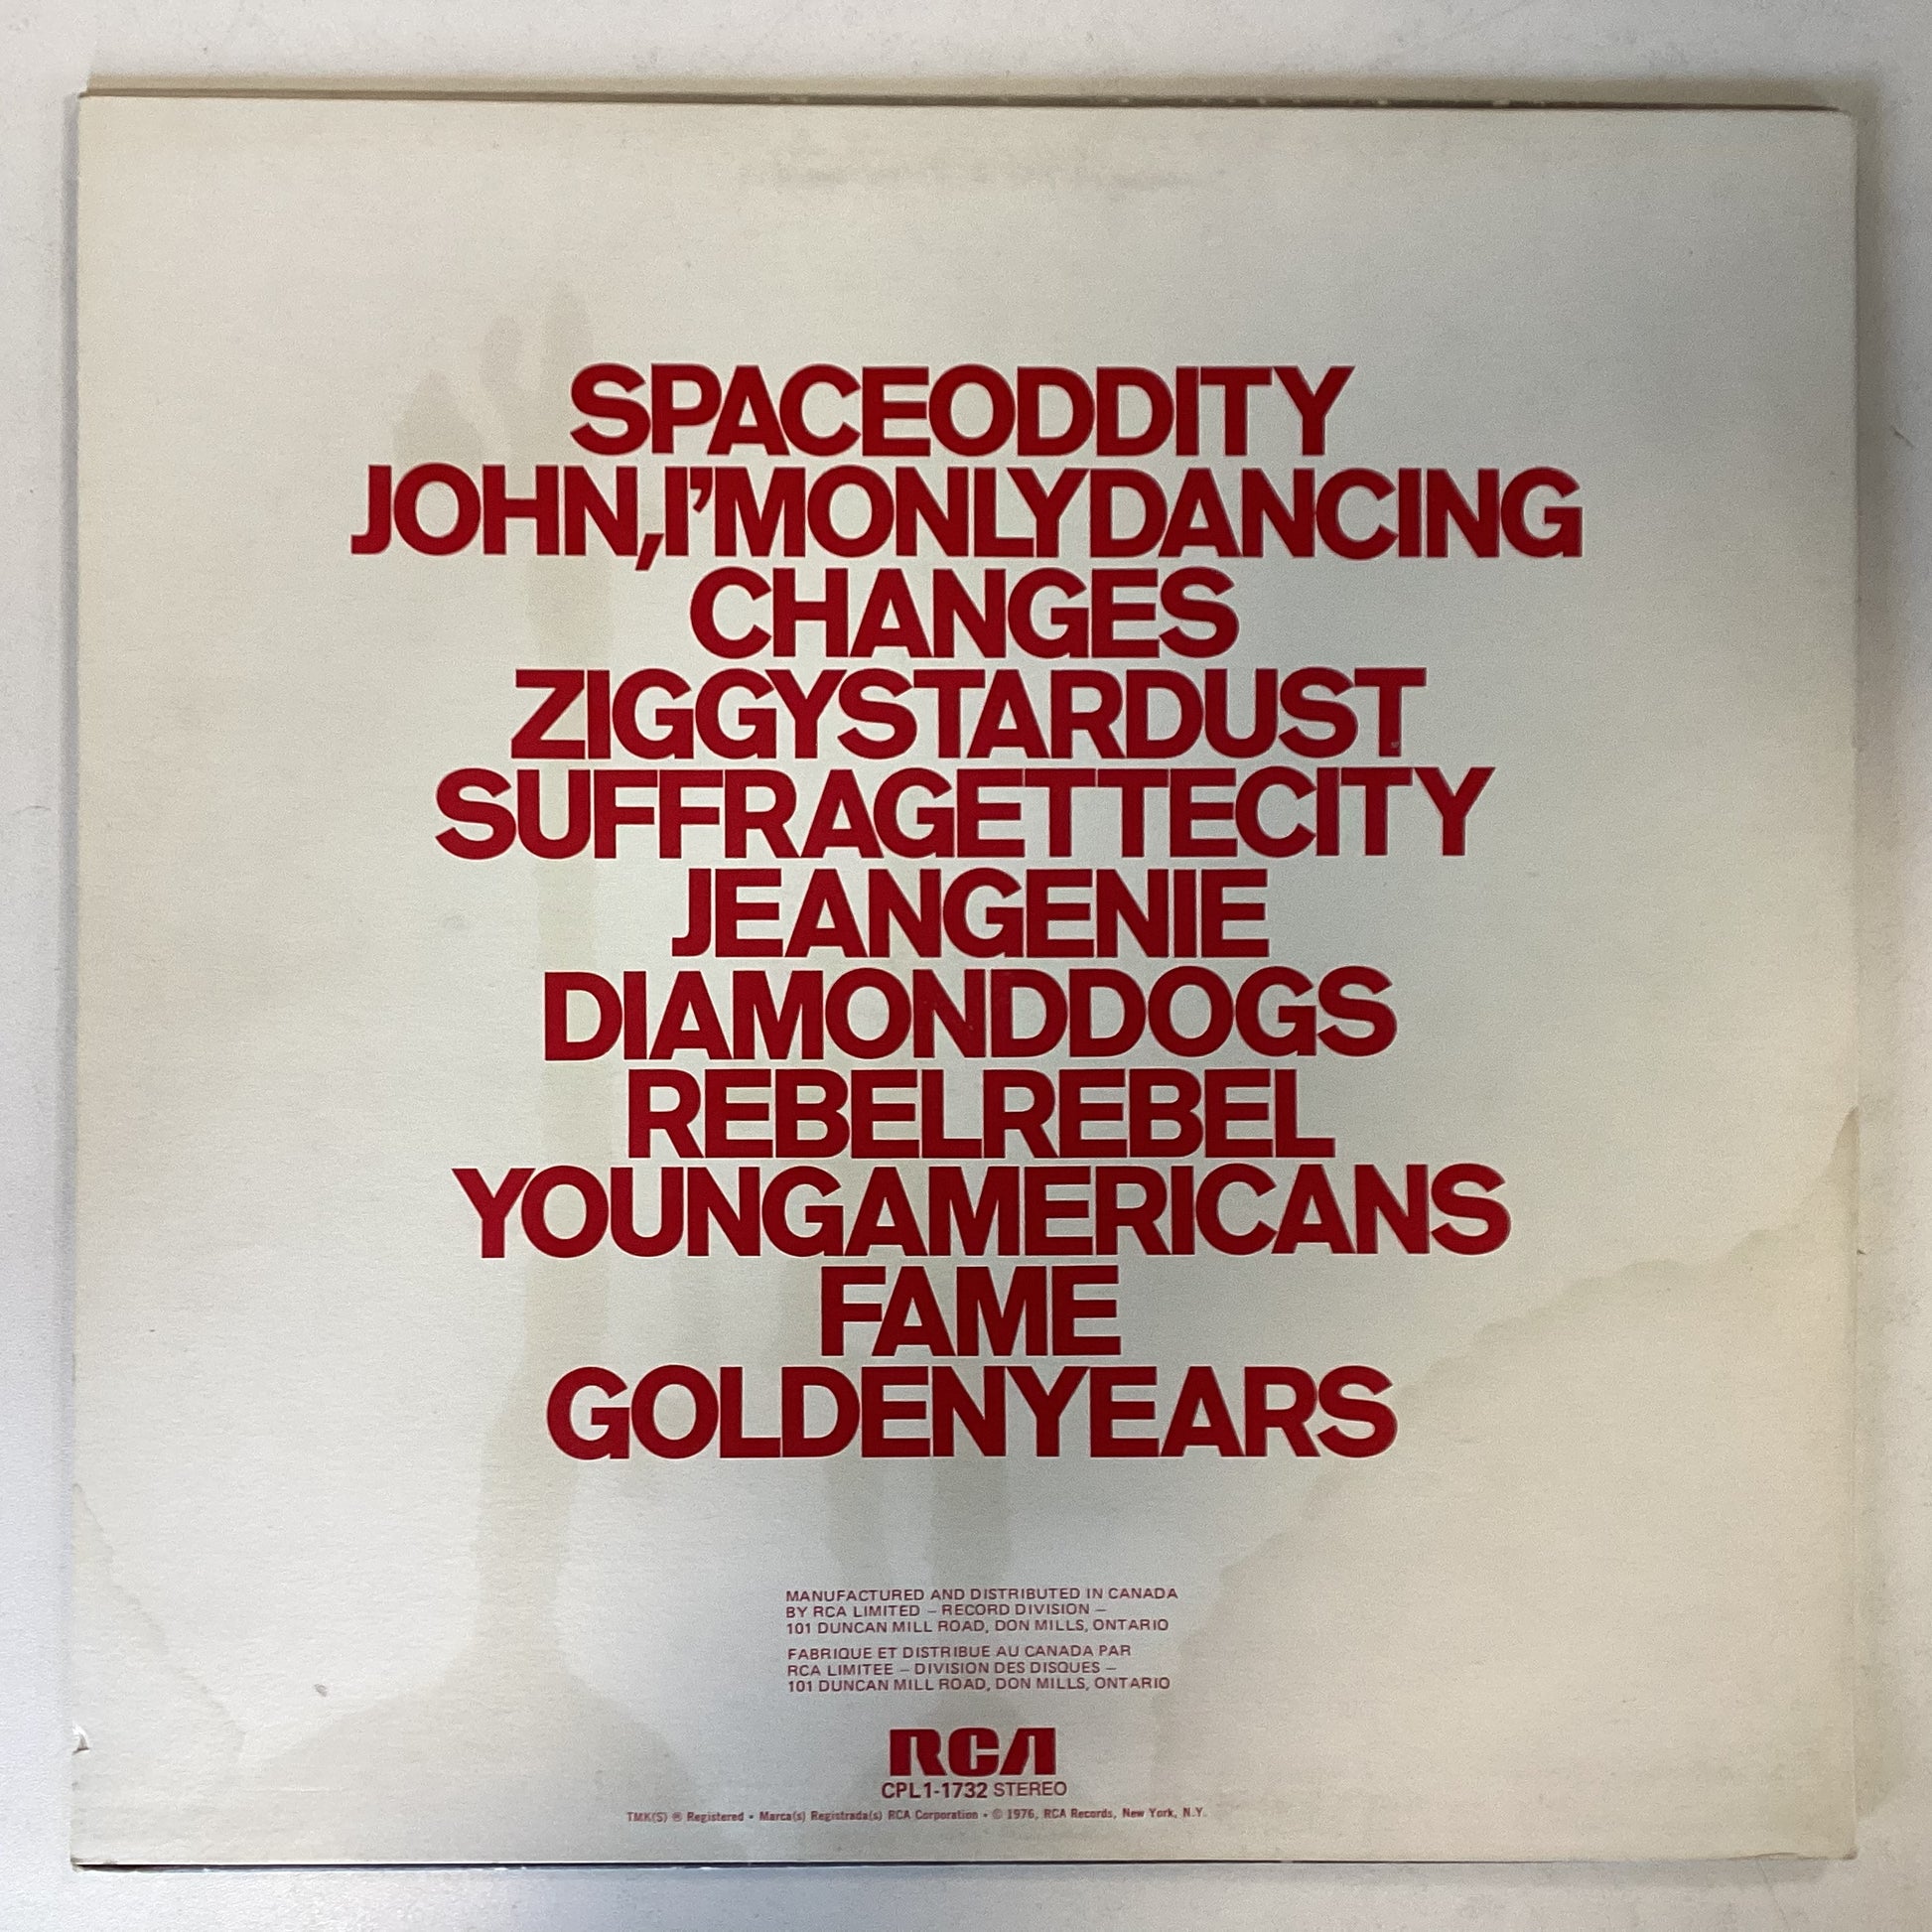 SPACEODDITY
JOHN,I'MONLYDANCING
CHANGES
ZIGGYSTARDUST
SUFFRAGETTECITY
JEANGENIE
DIAMONDDOGS
REBELREBEL
YOUNGAMERICANS
FAME
GOLDENYEARS
MANUFACTURED AND DISTRIBUTED IN CANADA
BY RCA LIMITED – RECORD DIVISION –
101 DUNCAN MILL ROAD, DON MILLS, ONTARIO
FABRIQUE ET DISTRIBUE AU CANADA PAR
RCA LIMITEE – DIVISION DES DISQUES –
101 DUNCAN MILL ROAD, DON MILLS, ONTARIO
RCA
CPL1-1732 STEREO
TMK(S) ® Registered • Marca(s) Registrada(s) RCA Corporation • © 1976, RCA Records, New York, N.Y.